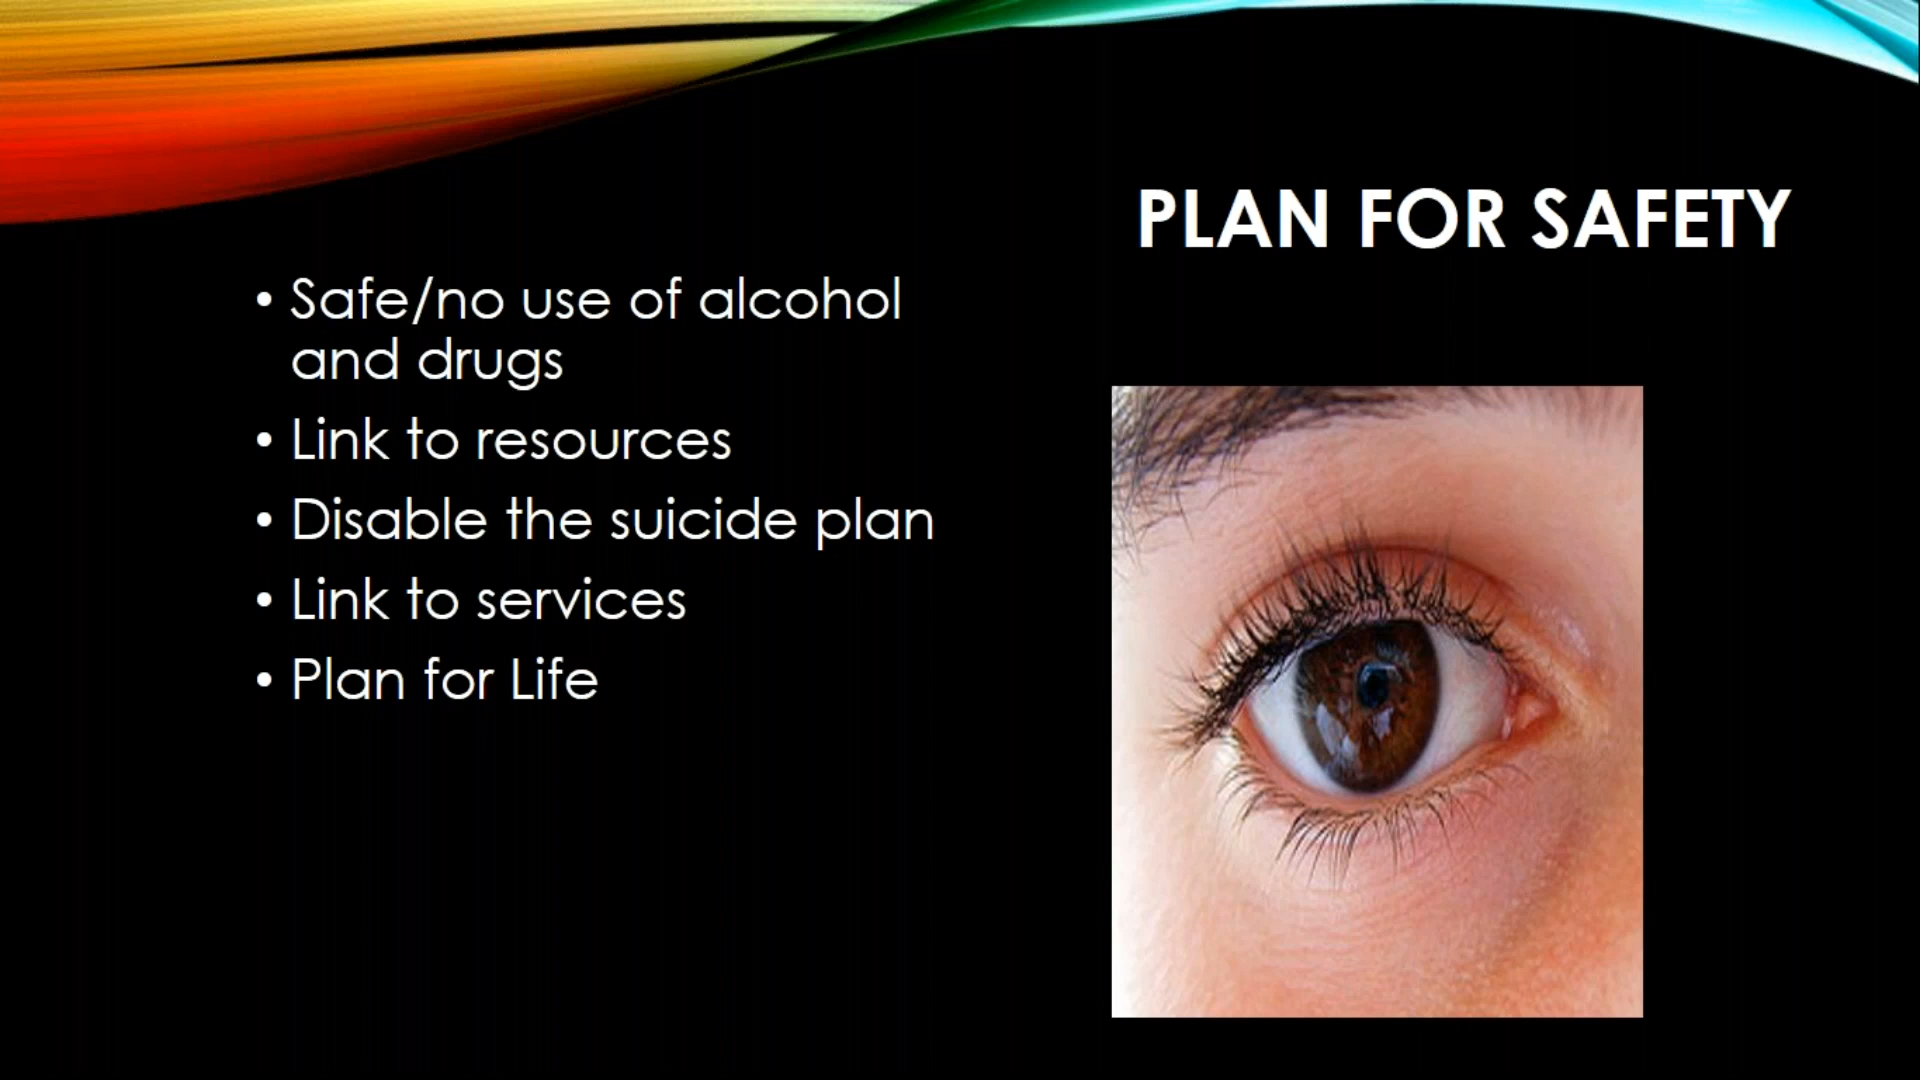 PLAN FOR SAFETY
• Safe/no use of alcohol
and drugs
• Link to resources
• Disable the suicide plan
• Link to services
• Plan for Life